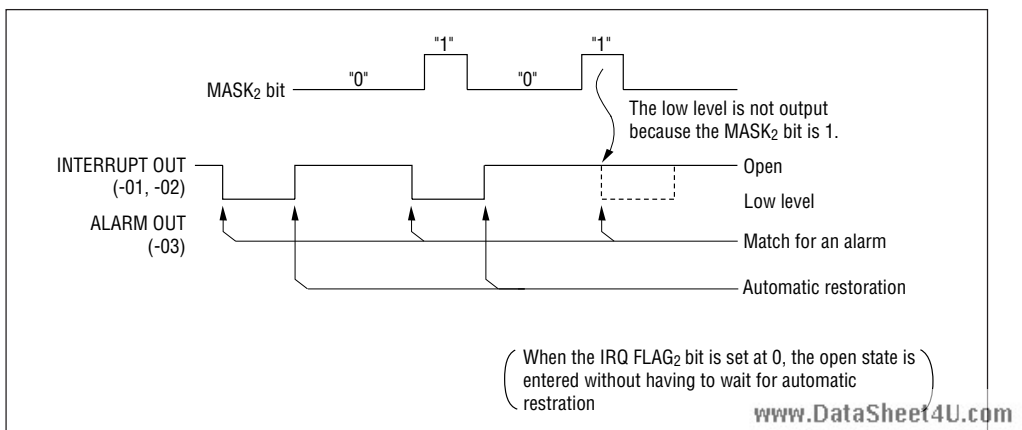 "1"
"1"
"0"
"0"
MASK2 bit
The low level is not output
because the MASK2 bit is 1.
INTERRUPT OUT
(-01, -02)
Open
Low level
ALARM OUT
(-03)
Match for an alarm
Automatic restoration
When the IRQ FLAG2 bit is set at 0, the open state is
entered without having to wait for automatic
restration
www.DataSheet4U.com